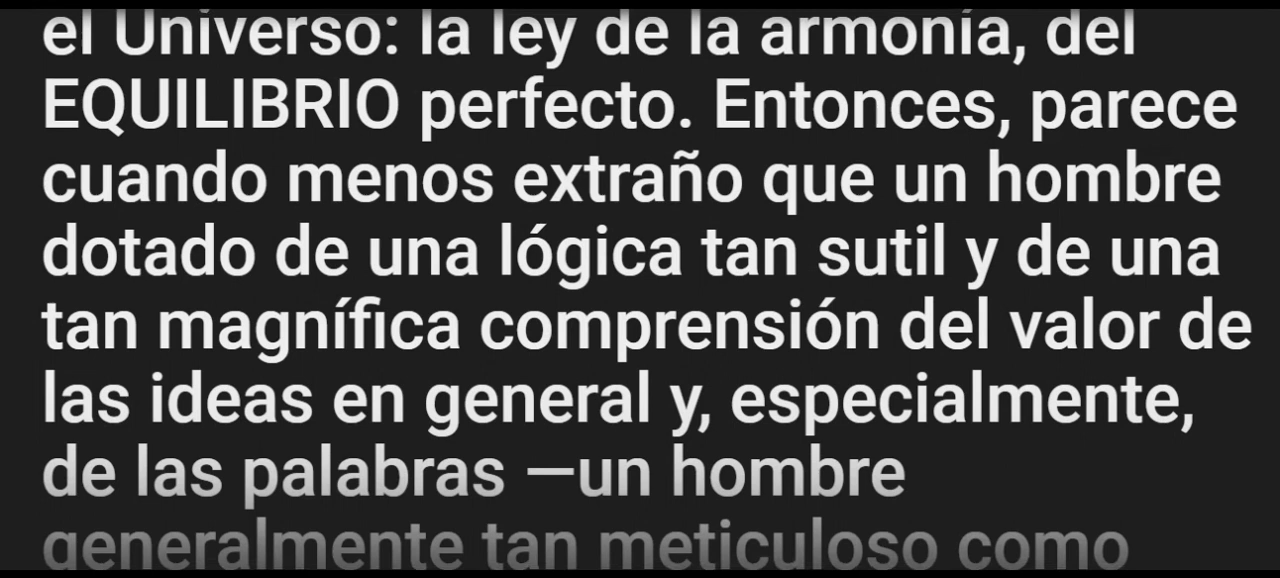 el Universo: la ley de la armonía, del
EQUILIBRIO perfecto. Entonces, parece
cuando menos extraño que un hombre
dotado de una lógica tan sutil y de una
tan magnífica comprensión del valor de
las ideas en general y, especialmente,
de las palabras —un hombre
generalmente tan meticuloso como